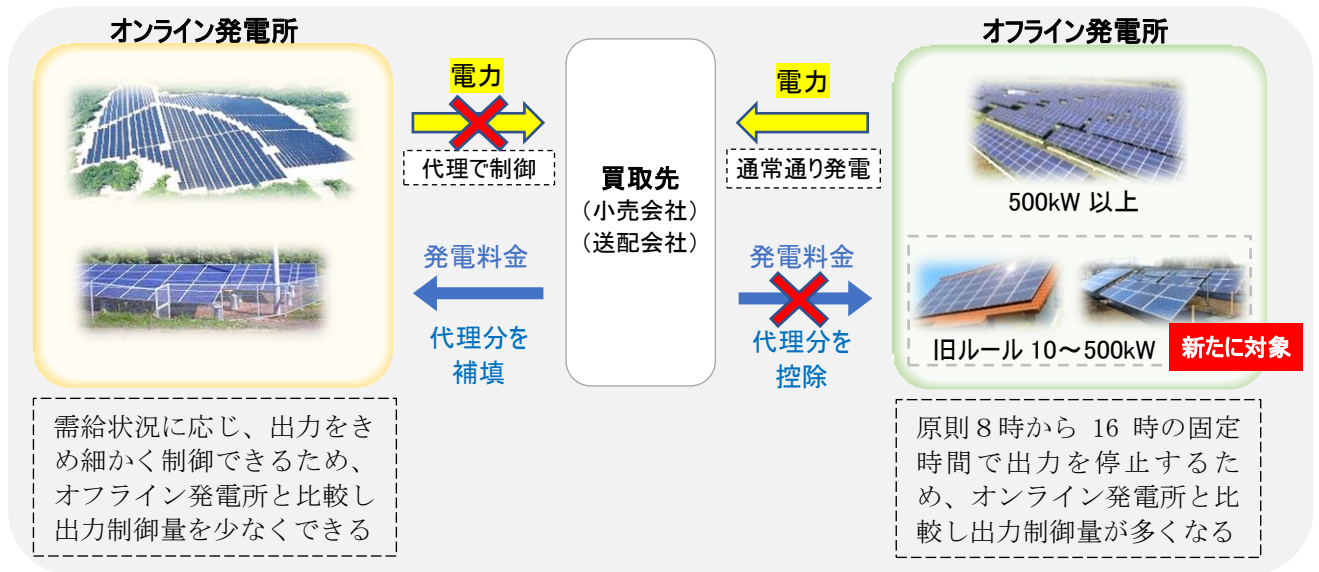 オンライン発電所
電力
代理で制御
発電料金
代理分を
補填
需給状況に応じ、出力をき
め細かく制御できるため、
オフライン発電所と比較し
出力制御量を少なくできる
買取先
（小売会社）
（送配会社）
電力
通常通り発電
発電料金
代理分を
控除
オフライン発電所
500kW 以上
旧ルール 10～500kW
新たに対象
原則８時から 16 時の固定
時間で出力を停止するた
め、オンライン発電所と比
較し出力制御量が多くなる